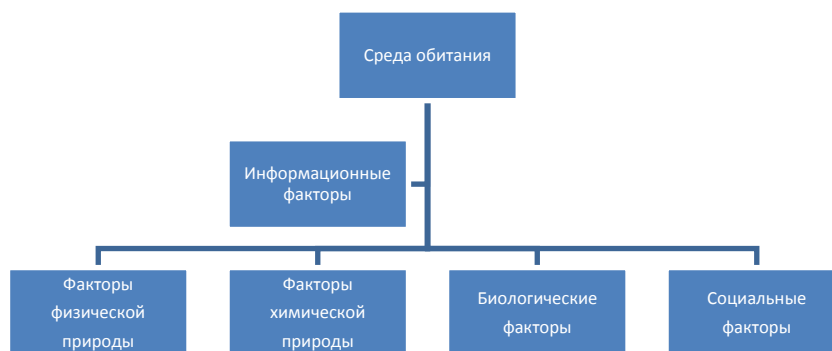 Среда обитания
Информационные
факторы
Факторы
физической
природы
Факторы
химической
природы
Биологические
факторы
Социальные
факторы